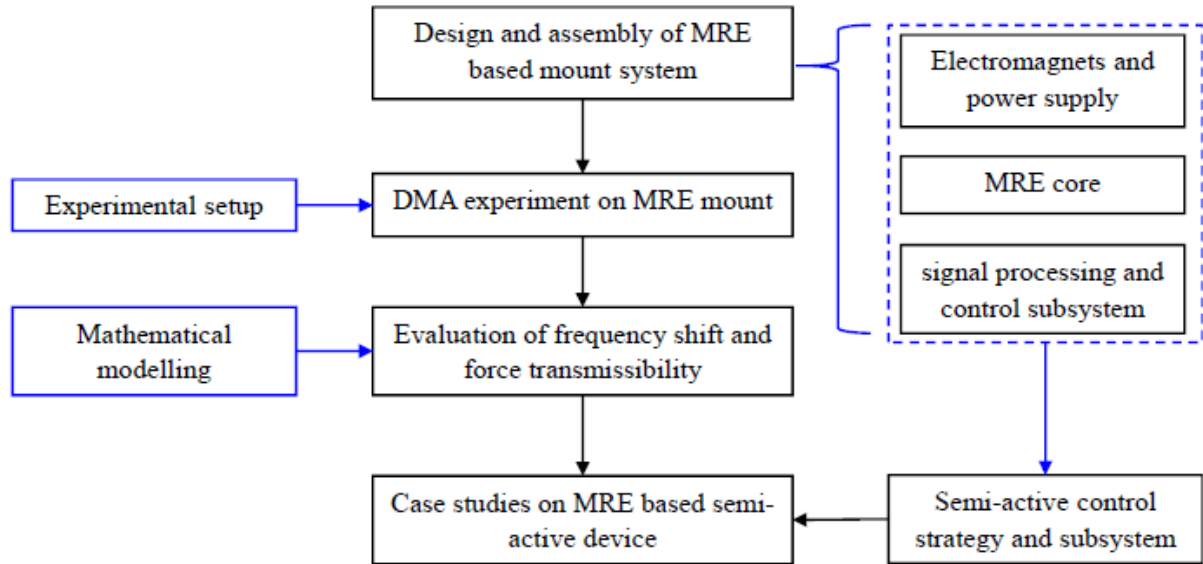 Design and assembly of MRE
based mount system
Electromagnets and
power supply
MRE core
signal processing and
control subsystem
Experimental setup
DMA experiment on MRE mount
Mathematical
modelling
Evaluation of frequency shift and
force transmissibility
Case studies on MRE based semi-
active device
Semi-active control
strategy and subsystem